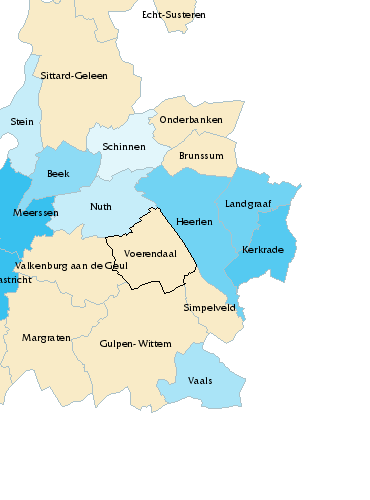 Echt-Susteren
Sittard-Geleen
Stein
Onderbanken
Schinnen
Brunssum
Beek
Meerssen
Nuth
Landgraaf
Heerlen
Kerkrade
Voerendaal
Valkenburg aan de Geul
astricht
Simpelveld
Margraten
Gulpen-Wittem
Vaals